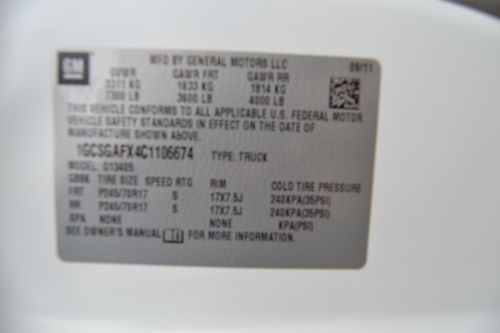 GM
MFD BY GENERAL MOTORS LLC 09/11
GVWR GAWR FRT GAWR RR
3311 KG 1633 KG 1814 KG
7300 LB 3600 LB 4000 LB
THIS VEHICLE CONFORMS TO ALL APPLICABLE U.S. FEDERAL MOTOR
VEHICLE SAFETY STANDARDS IN EFFECT ON THE DATE OF
MANUFACTURE SHOWN ABOVE.
1GCSGAFX4C1106674 TYPE: TRUCK
MODEL: G13405
TIRE SIZE SPEED RTG RIM COLD TIRE PRESSURE
FRT P245/70R17 S 17X7.5J 240KPA(35PSI)
RR P245/70R17 S 17X7.5J 240KPA(35PSI)
SPA NONE NONE KPA(PSI)
SEE OWNER'S MANUAL FOR MORE INFORMATION.